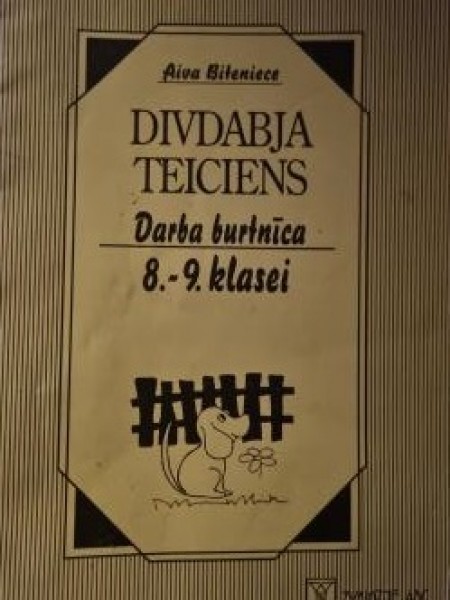 Aiva Biteniece
DIVDABJA
TEICIENS
Darba burtnīca
8.-9. klasei